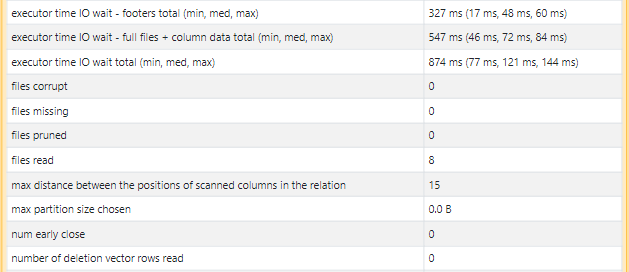 executor time IO wait - footers total (min, med, max) 327 ms (17 ms, 48 ms, 60 ms)
executor time IO wait - full files + column data total (min, med, max) 547 ms (46 ms, 72 ms, 84 ms)
executor time IO wait total (min, med, max) 874 ms (77 ms, 121 ms, 144 ms)
files corrupt 0
files missing 0
files pruned 0
files read 8
max distance between the positions of scanned columns in the relation 15
max partition size chosen 0.0 B
num early close 0
number of deletion vector rows read 0